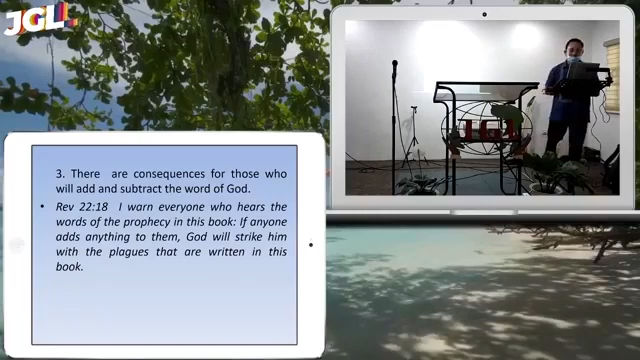 JGL
3. There are consequences for those who
will add and subtract the word of God.
• Rev 22:18 I warn everyone who hears the
words of the prophecy in this book: If anyone
adds anything to them, God will strike him
with the plagues that are written in this
book.
JGL